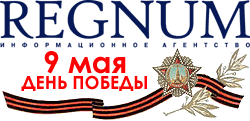 REGNUM
ИНФОРМАЦИОННОЕ АГЕНТСТВО
9 мая
ДЕНЬ ПОБЕДЫ